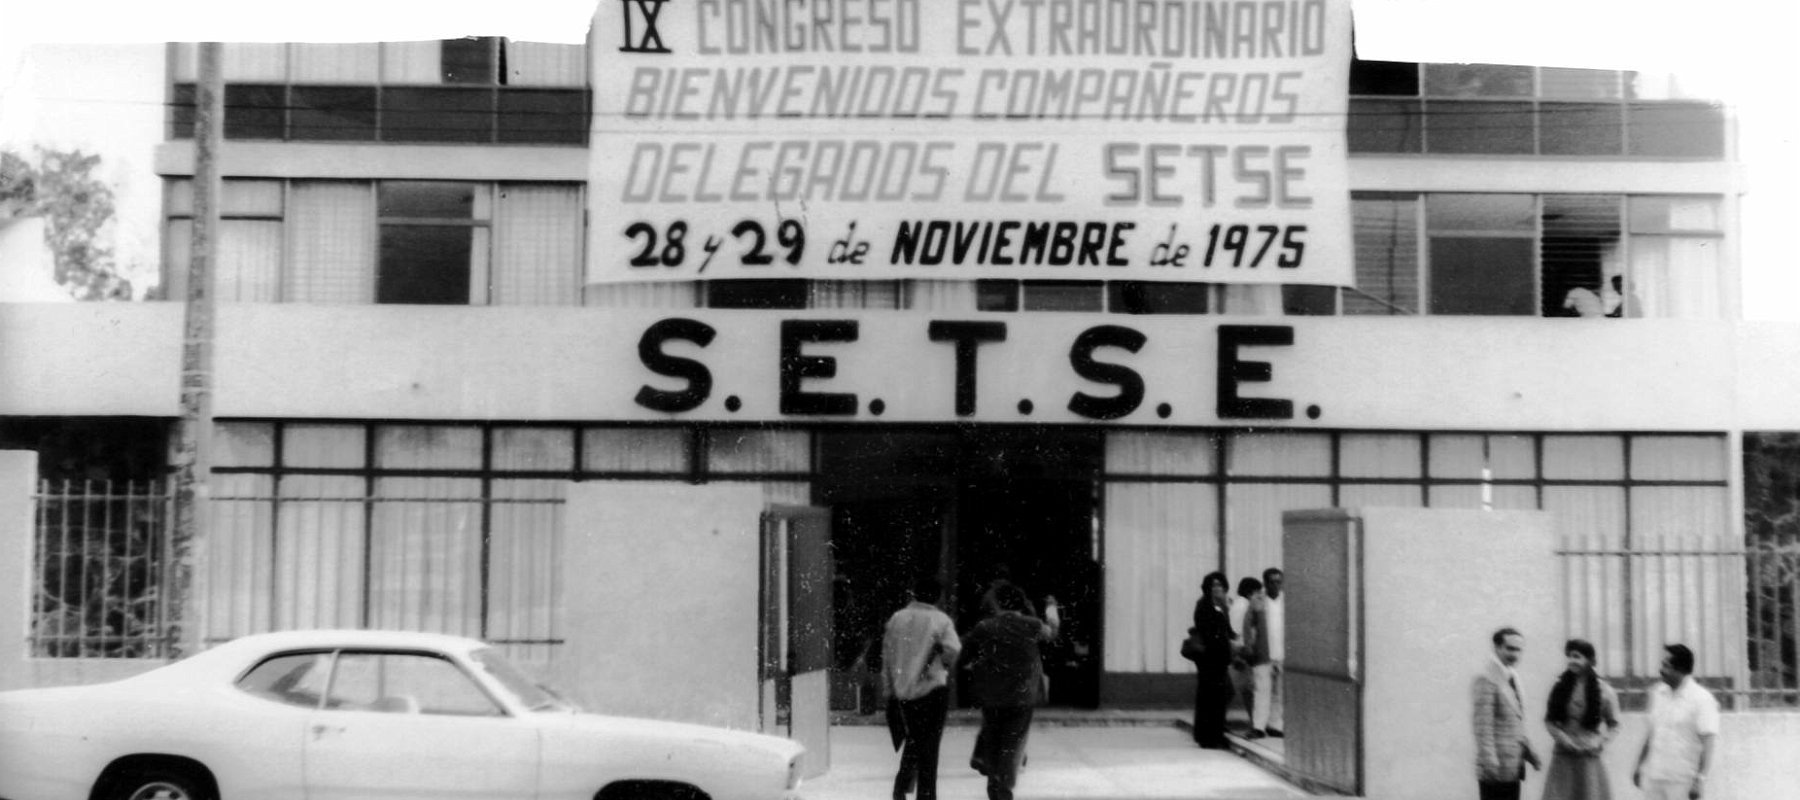 IX CONGRESO EXTRAORDINARIO
BIENVENIDOS COMPAÑEROS
DELEGADOS DEL SETSE
28 y 29 de NOVIEMBRE de 1975
S.E.T.S.E.